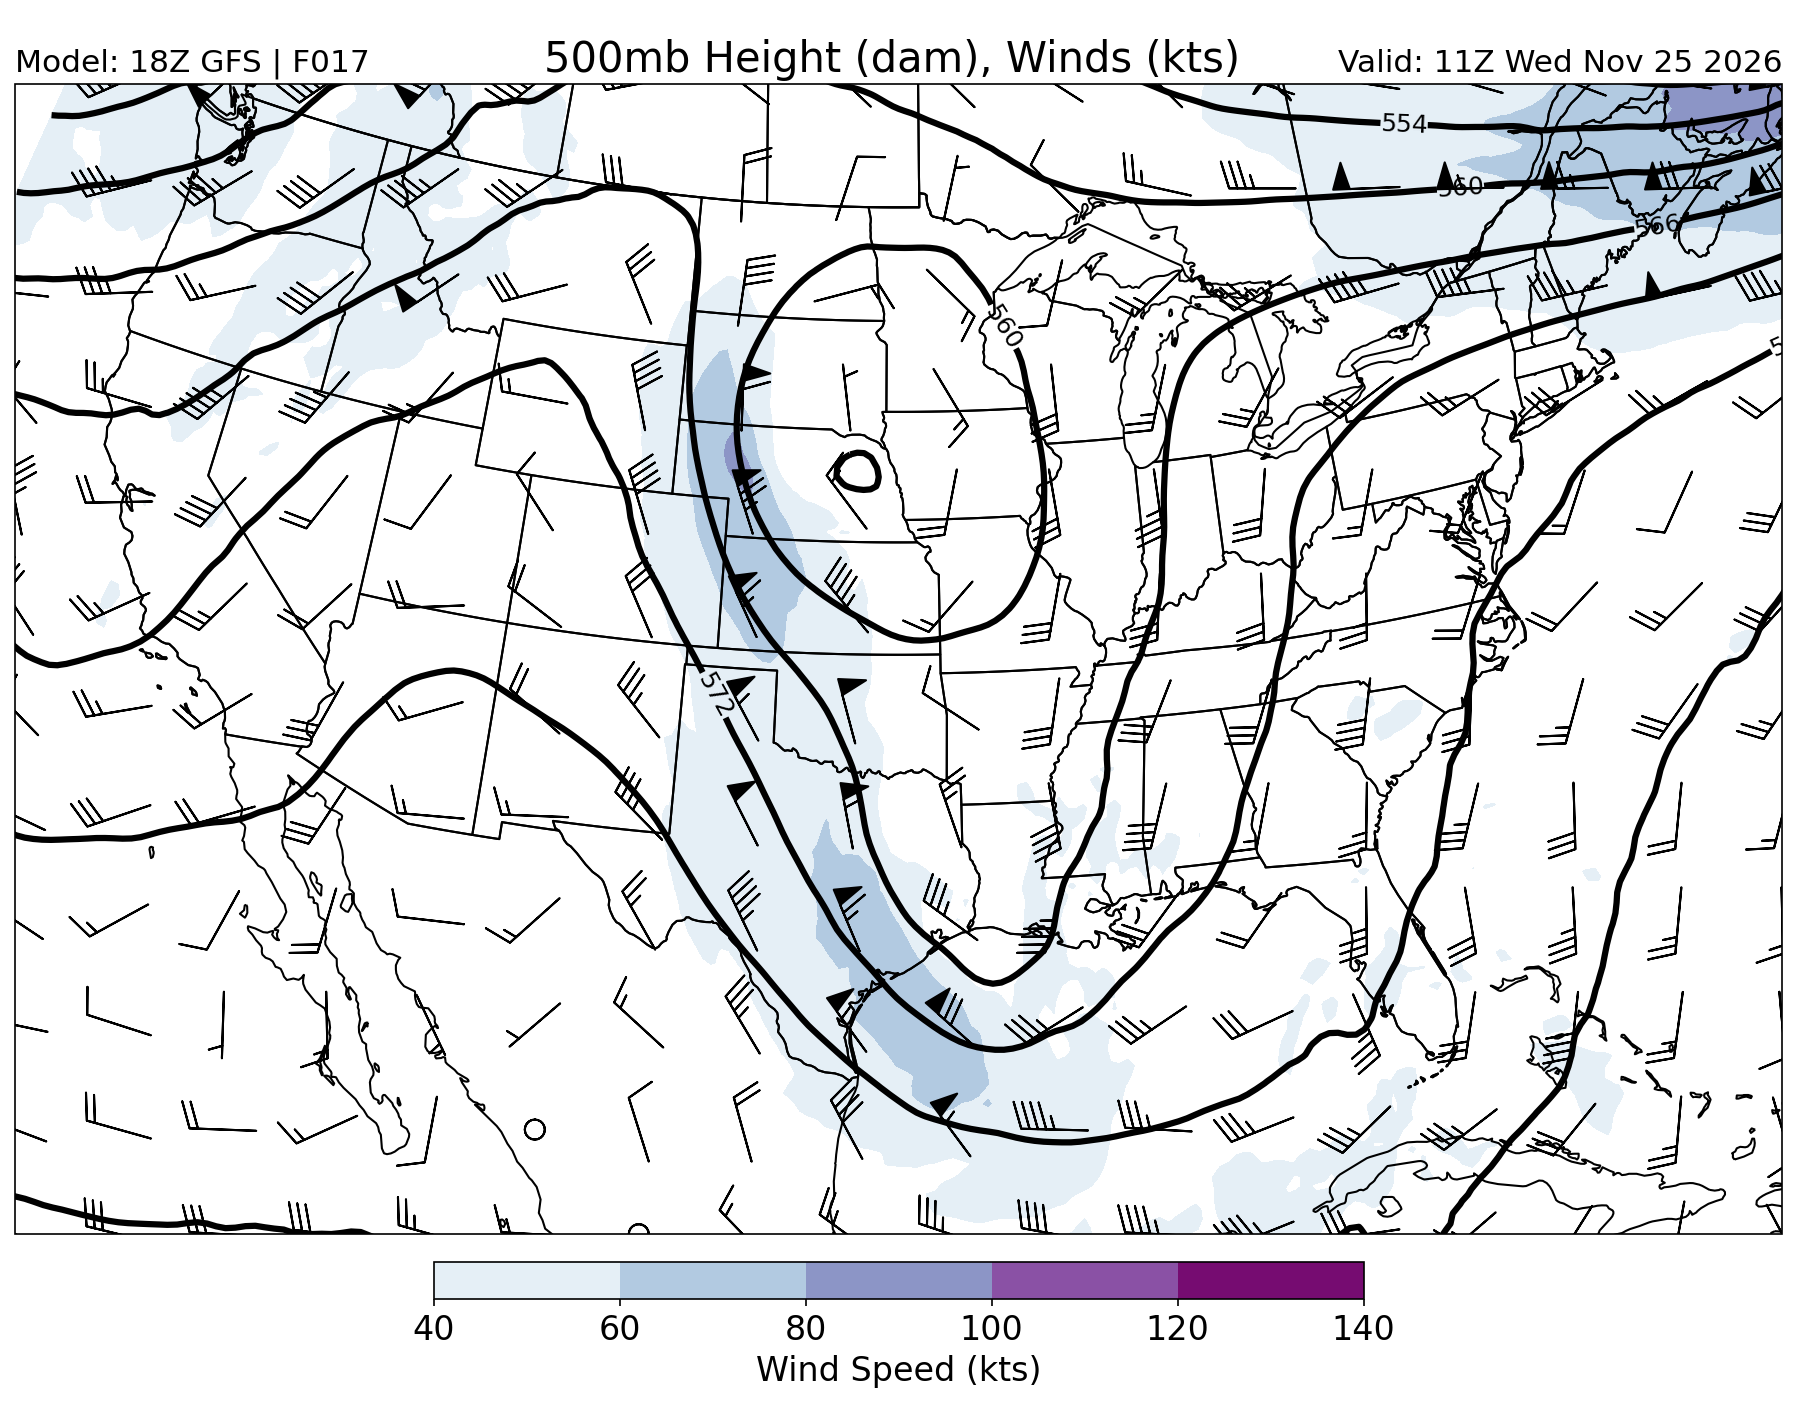 Model: 18Z GFS | F017
500mb Height (dam), Winds (kts)
Valid: 11Z Wed Nov 25 2026
554
560
566
560
572
40 60 80 100 120 140
Wind Speed (kts)